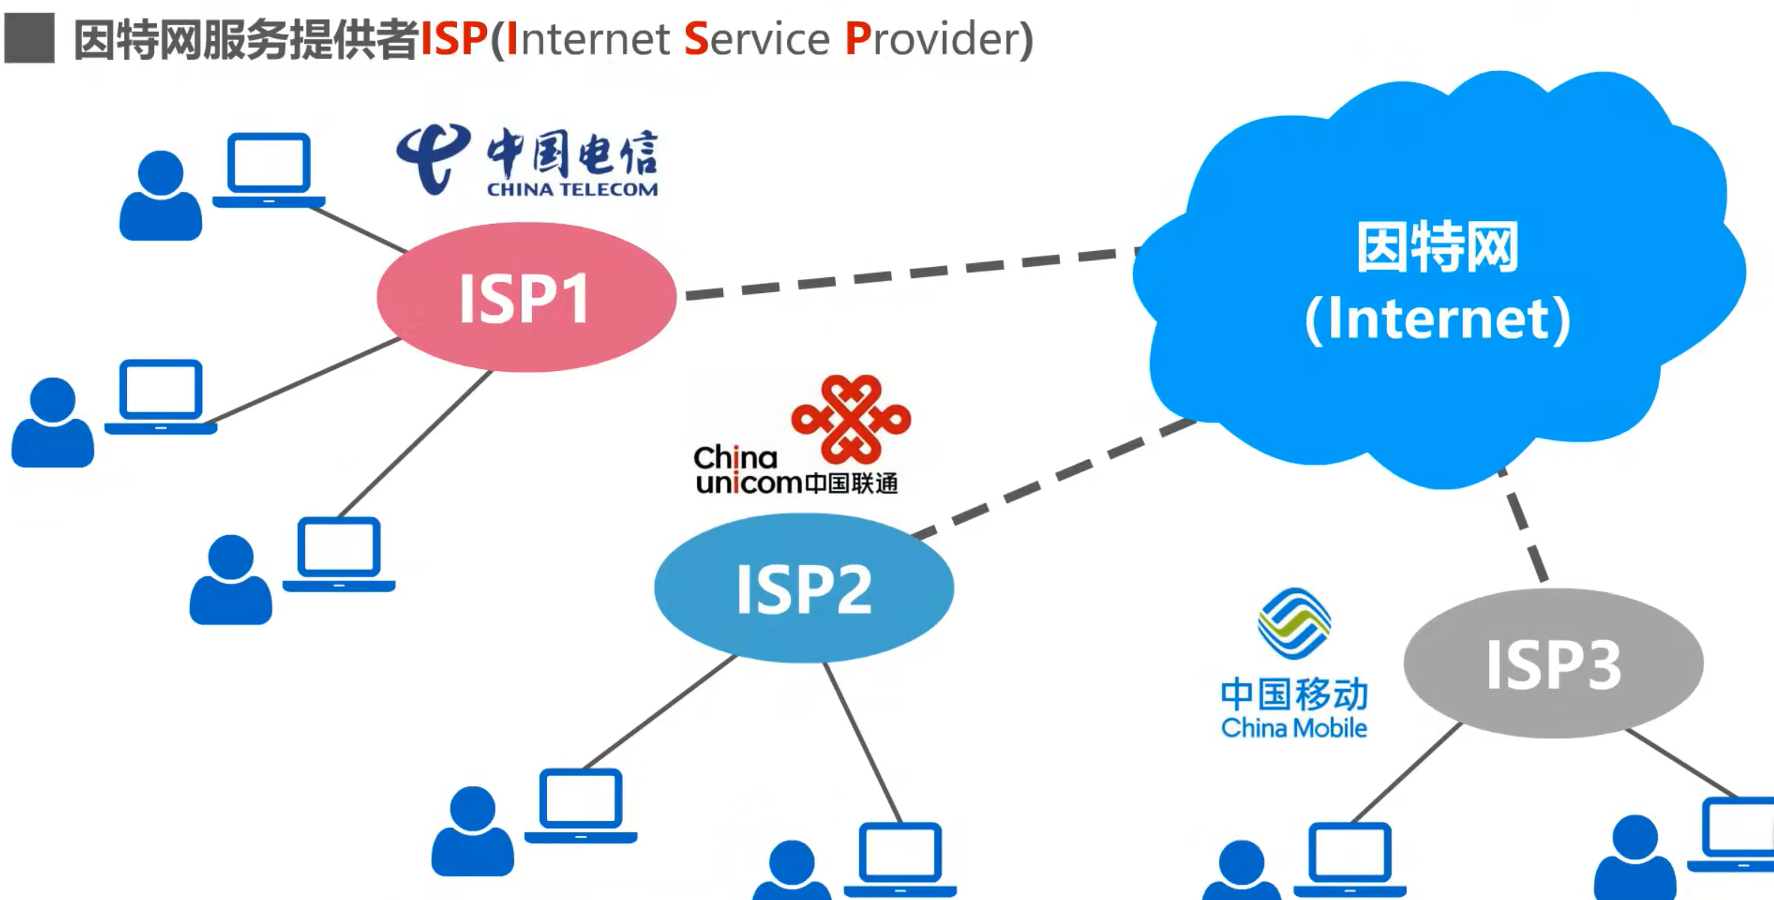 因特网服务提供者ISP(Internet Service Provider)
中国电信
CHINA TELECOM
ISP1
因特网
(Internet)
China
unicom中国联通
ISP2
中国移动
China Mobile
ISP3